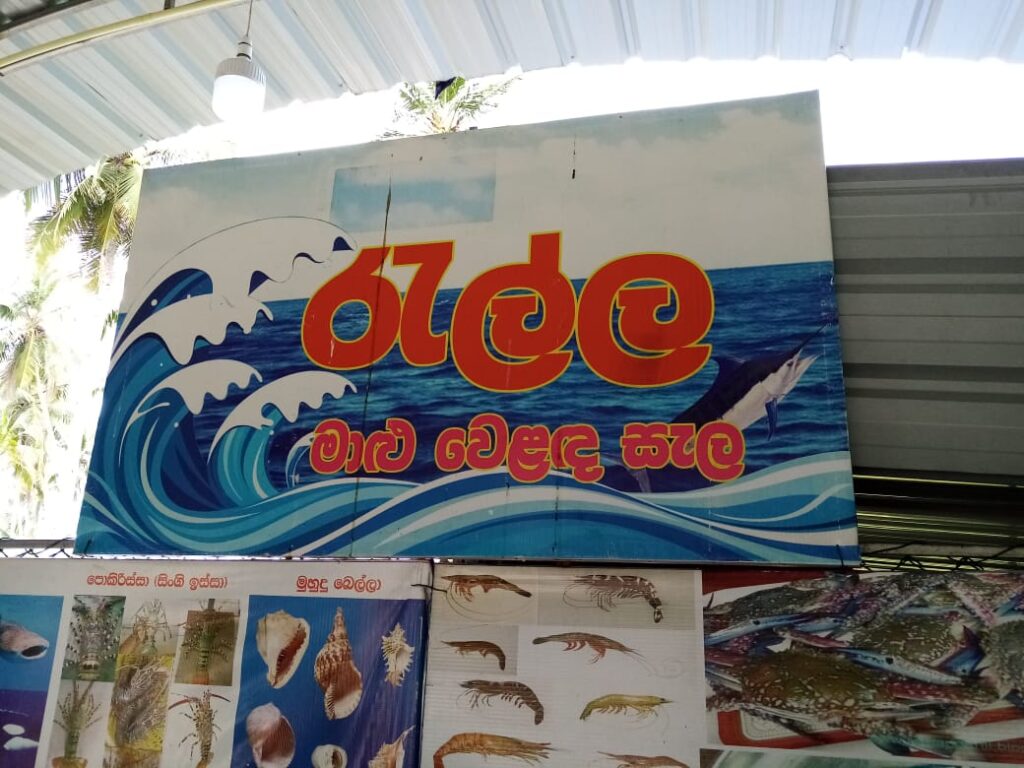 රැල්ල
මාළු වෙළඳ සැල
පොකිරිස්සා (සිංගි ඉස්සා)
මුහුදු බෙල්ලා